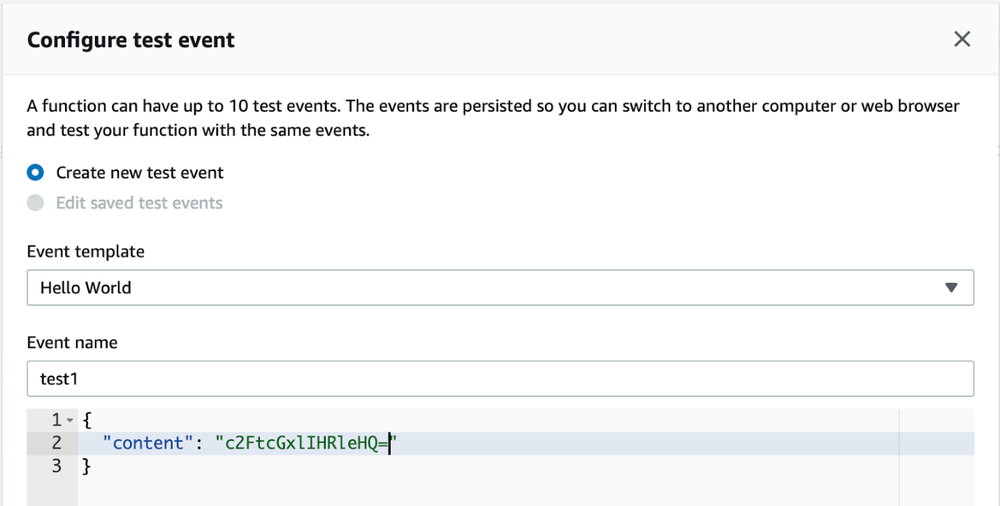 Configure test event
A function can have up to 10 test events. The events are persisted so you can switch to another computer or web browser
and test your function with the same events.
Create new test event
Edit saved test events
Event template
Hello World
Event name
test1
1 {
2 "content": "c2FtcGxlIHRleHQ="
3 }